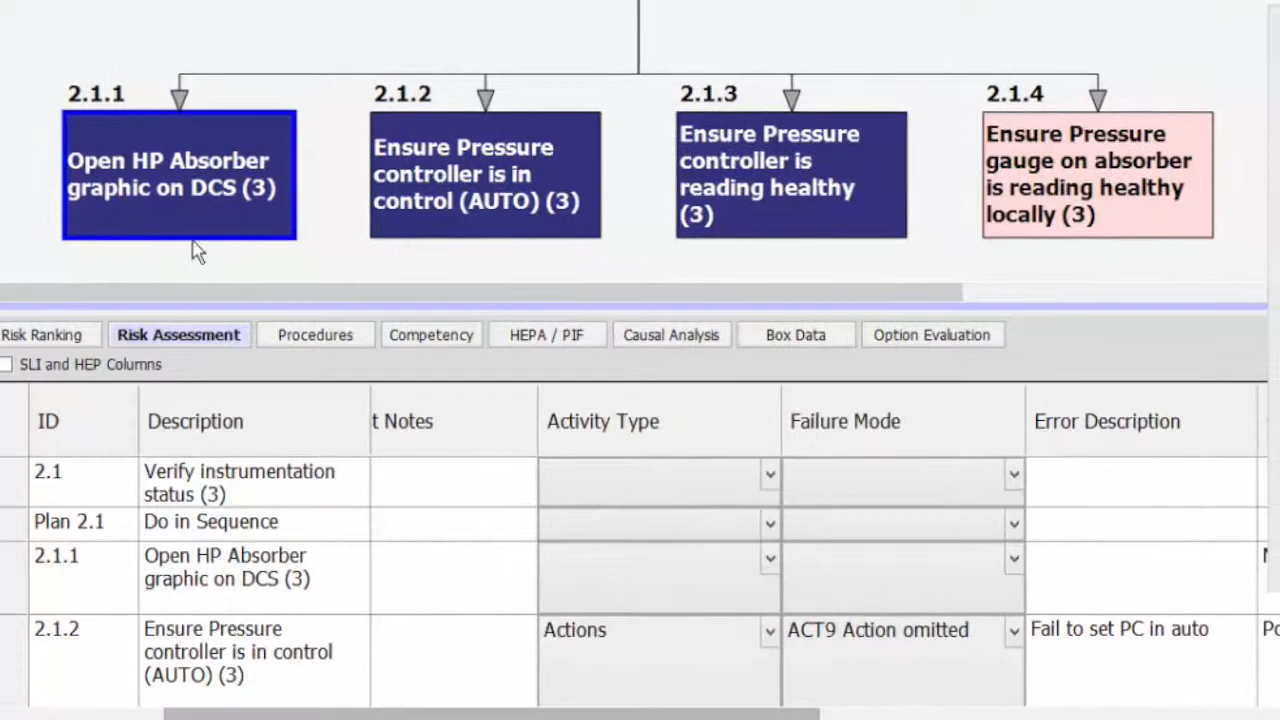 2.1.1
2.1.2
2.1.3
2.1.4
Open HP Absorber
graphic on DCS (3)
Ensure Pressure
controller is in
control (AUTO) (3)
Ensure Pressure
controller is
reading healthy
(3)
Ensure Pressure
gauge on absorber
is reading healthy
locally (3)
Risk Ranking
Risk Assessment
Procedures
Competency
HEPA / PIF
Causal Analysis
Box Data
Option Evaluation
SLI and HEP Columns
ID
Description
t Notes
Activity Type
Failure Mode
Error Description
2.1
Verify instrumentation
status (3)
Plan 2.1
Do in Sequence
2.1.1
Open HP Absorber
graphic on DCS (3)
2.1.2
Ensure Pressure
controller is in control
(AUTO) (3)
Actions
ACT9 Action omitted
Fail to set PC in auto